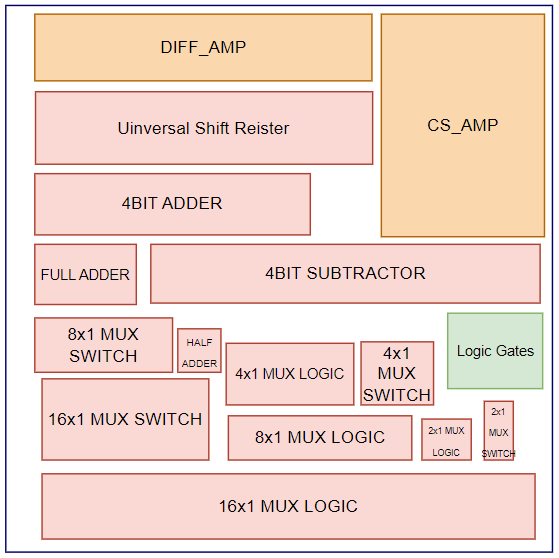 DIFF_AMP
CS_AMP
Uinversal Shift Reister
4BIT ADDER
FULL ADDER
4BIT SUBTRACTOR
8x1 MUX
SWITCH
HALF
ADDER
4x1 MUX LOGIC
4x1
MUX
SWITCH
Logic Gates
16x1 MUX SWITCH
8x1 MUX LOGIC
2x1 MUX
LOGIC
2x1
MUX
SWITCH
16x1 MUX LOGIC